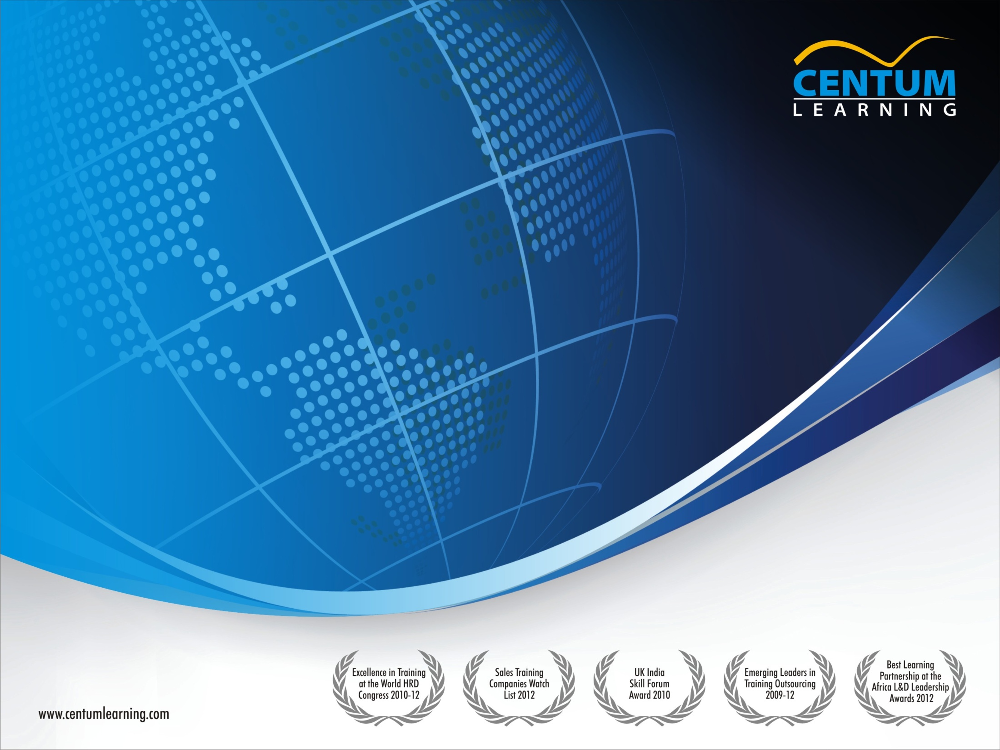 CENTUM
LEARNING
Excellence in Training
at the World HRD
Congress 2010-12
Sales Training
Companies Watch
List 2012
UK India
Skill Forum
Award 2010
Emerging Leaders in
Training Outsourcing
2009-12
Best Learning
Partnership at the
Africa L&D Leadership
Awards 2012
www.centumlearning.com